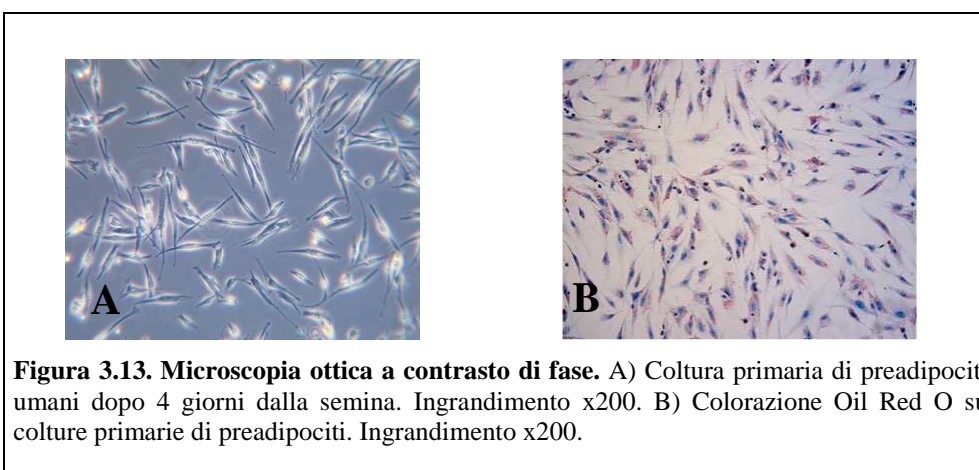 A
B
Figura 3.13. Microscopia ottica a contrasto di fase. A) Coltura primaria di preadipocit
umani dopo 4 giorni dalla semina. Ingrandimento x200. B) Colorazione Oil Red O su
colture primarie di preadipociti. Ingrandimento x200.